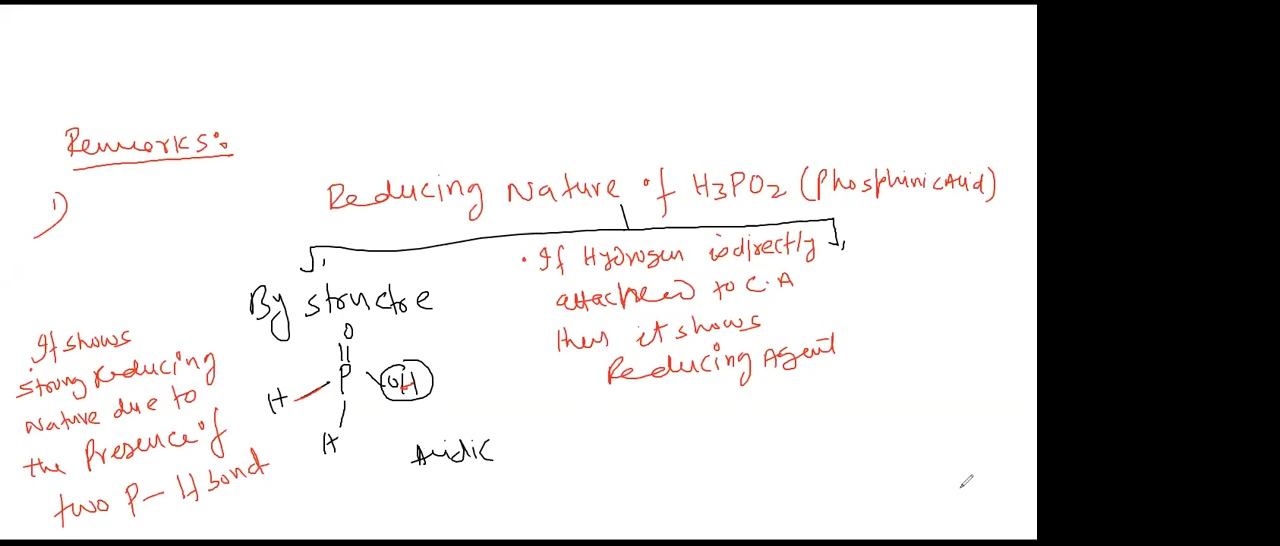 Remarks:
1)
Reducing Nature of H3PO2 (Phosphinic Acid)
By structre
O
||
H P OH
H
Acidic
• If Hydrogen is directly
attached to C.A
then it shows
Reducing Agent
It shows
strong reducing
Nature due to
the Presence of
two P-H bond